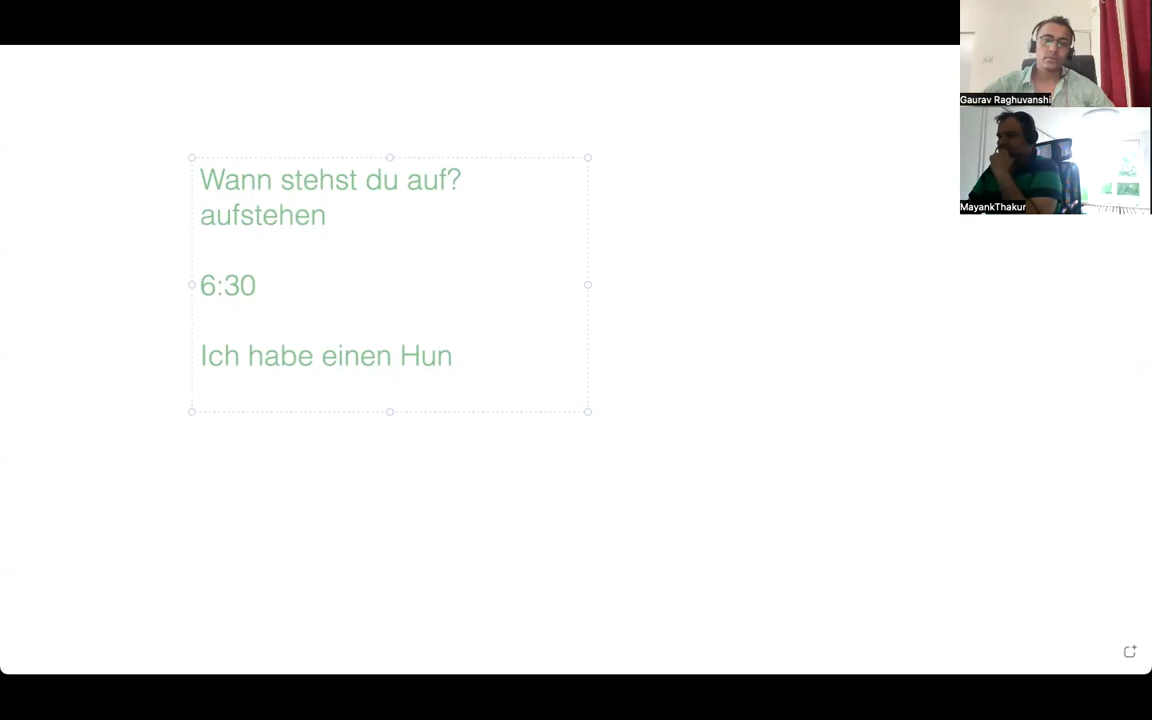 Wann stehst du auf?
aufstehen
6:30
Ich habe einen Hun
Gaurav Raghuvanshi
MayankThakur